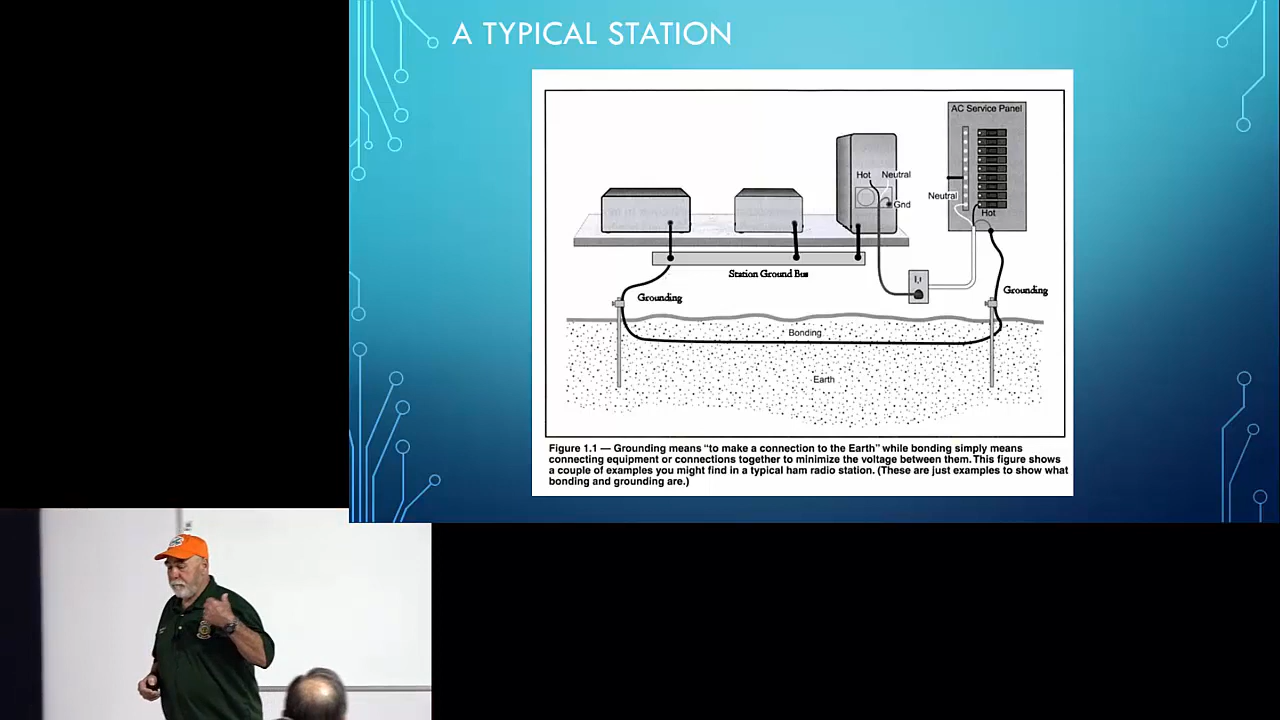 A TYPICAL STATION
AC Service Panel
Hot Neutral
Gnd
Neutral
Hot
Station Ground Bus
Grounding
Grounding
Bonding
Earth
Figure 1.1 — Grounding means “to make a connection to the Earth” while bonding simply means
connecting equipment or connections together to minimize the voltage between them. This figure shows
a couple of examples you might find in a typical ham radio station. (These are just examples to show what
bonding and grounding are.)